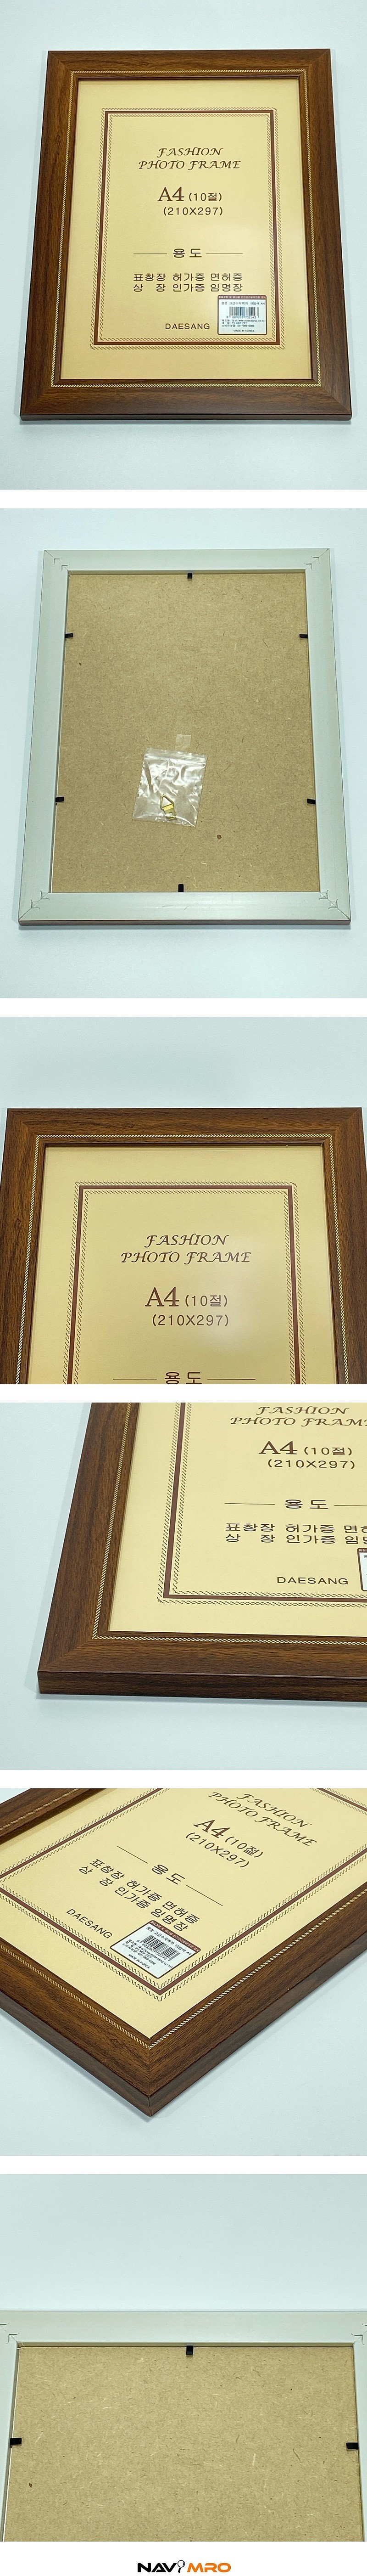 FASHION
PHOTO FRAME
A4 (10절)
(210X297)
용도
표창장 허가증 면허증
상 장 인가증 임명장
DAESANG
FASHION
PHOTO FRAME
A4 (10절)
(210X297)
용도
FASHION
PHOTO FRAM
A4 (10절)
(210X297)
용도
표창장 허가증 면허
상 장 인가증 임명
DAESANG
FASHION
PHOTO FRAME
A4 (10절)
(210X297)
용도
표창장 허가증 면허증
상 장 인가증 임명장
DAESANG
NAVIMRO